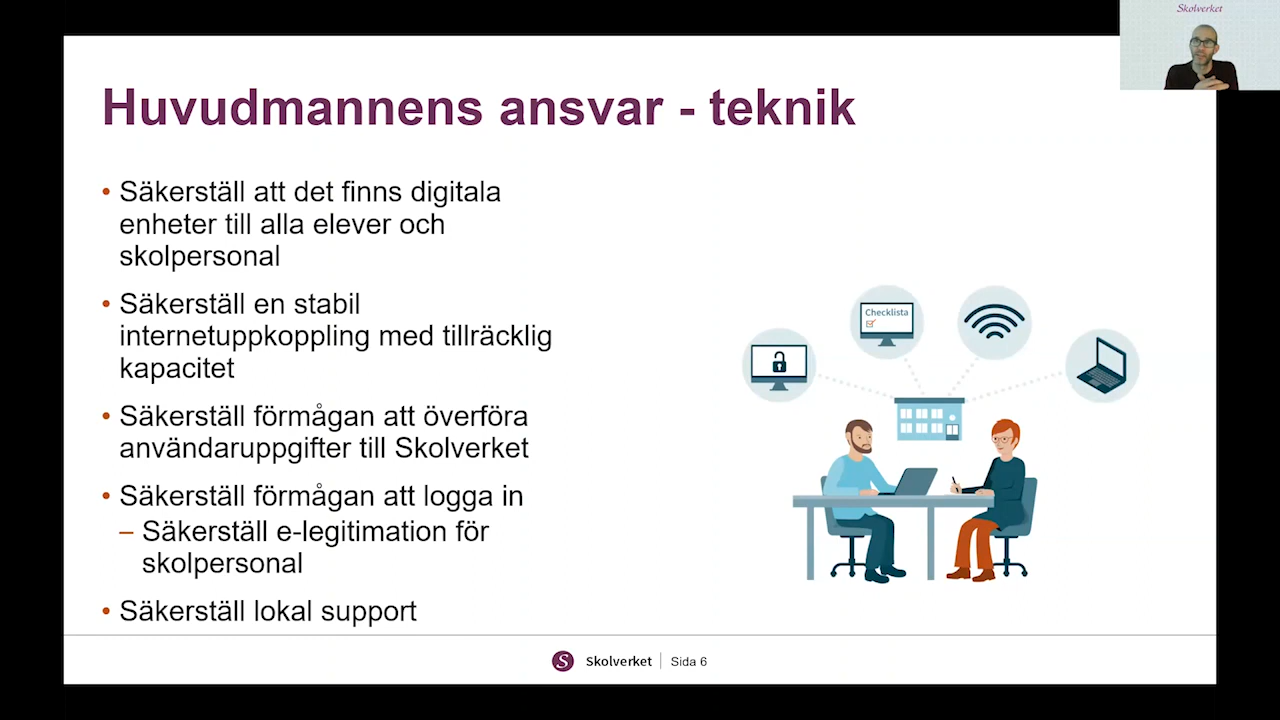 Skolverket
Huvudmannens ansvar - teknik
• Säkerställ att det finns digitala
enheter till alla elever och
skolpersonal
• Säkerställ en stabil
internetuppkoppling med tillräcklig
kapacitet
• Säkerställ förmågan att överföra
användaruppgifter till Skolverket
• Säkerställ förmågan att logga in
– Säkerställ e-legitimation för
skolpersonal
• Säkerställ lokal support
Checklista
S Skolverket | Sida 6